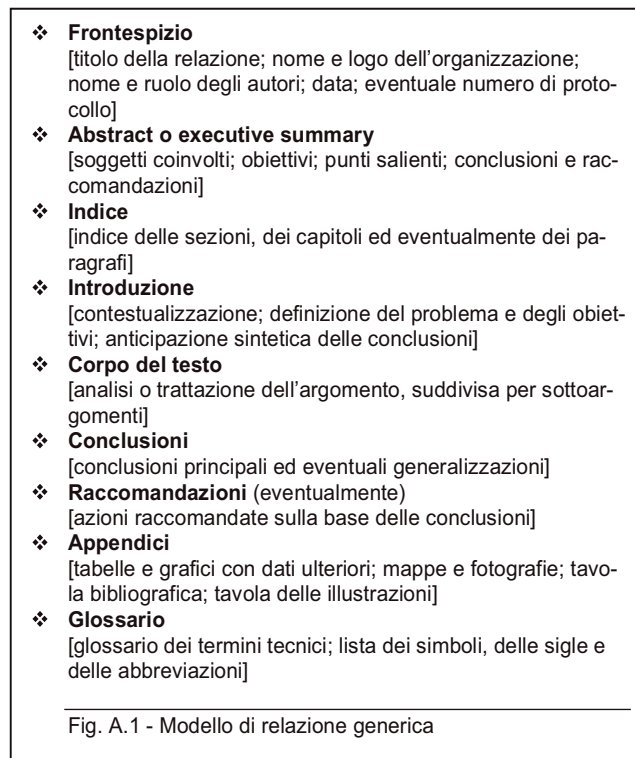 ❖ Frontespizio
[titolo della relazione; nome e logo dell'organizzazione;
nome e ruolo degli autori; data; eventuale numero di proto-
collo]
❖ Abstract o executive summary
[soggetti coinvolti; obiettivi; punti salienti; conclusioni e rac-
comandazioni]
❖ Indice
[indice delle sezioni, dei capitoli ed eventualmente dei pa-
ragrafi]
❖ Introduzione
[contestualizzazione; definizione del problema e degli obiet-
tivi; anticipazione sintetica delle conclusioni]
❖ Corpo del testo
[analisi o trattazione dell'argomento, suddivisa per sottoar-
gomenti]
❖ Conclusioni
[conclusioni principali ed eventuali generalizzazioni]
❖ Raccomandazioni (eventualmente)
[azioni raccomandate sulla base delle conclusioni]
❖ Appendici
[tabelle e grafici con dati ulteriori; mappe e fotografie; tavo-
la bibliografica; tavola delle illustrazioni]
❖ Glossario
[glossario dei termini tecnici; lista dei simboli, delle sigle e
delle abbreviazioni]
Fig. A.1 - Modello di relazione generica